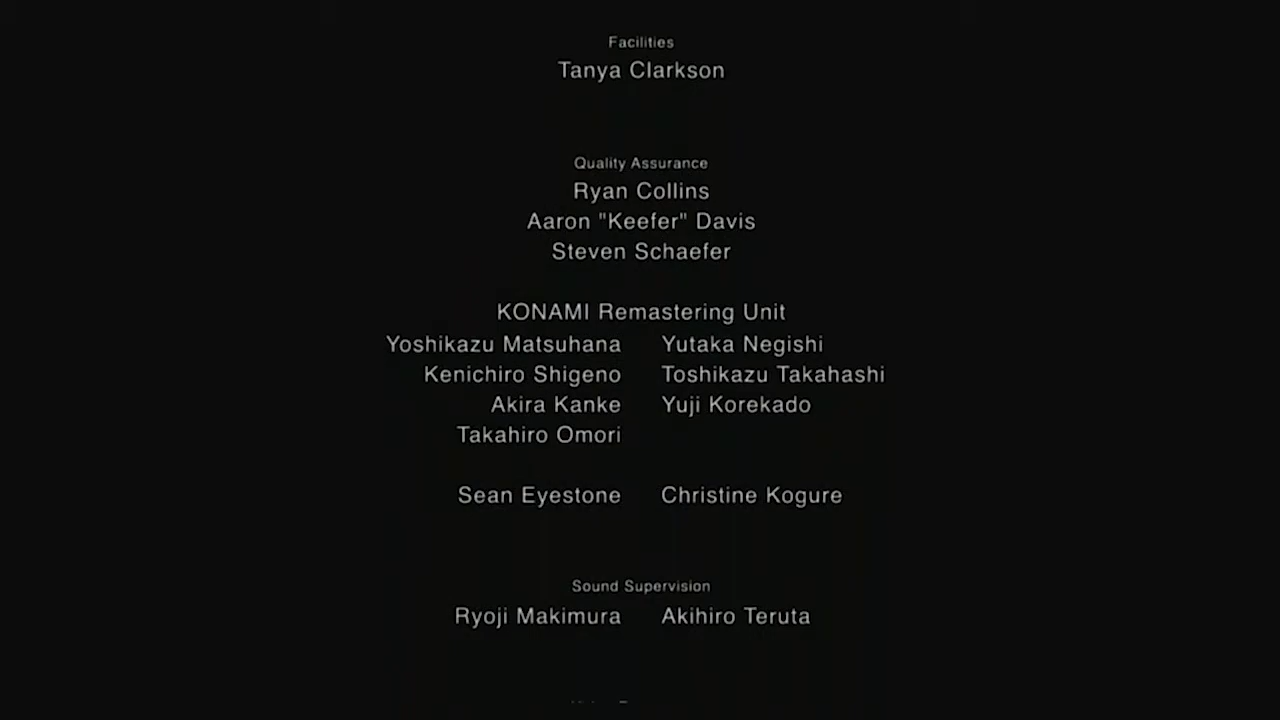 Facilities
Tanya Clarkson
Quality Assurance
Ryan Collins
Aaron "Keefer" Davis
Steven Schaefer
KONAMI Remastering Unit
Yoshikazu Matsuhana Yutaka Negishi
Kenichiro Shigeno Toshikazu Takahashi
Akira Kanke Yuji Korekado
Takahiro Omori
Sean Eyestone Christine Kogure
Sound Supervision
Ryoji Makimura Akihiro Teruta